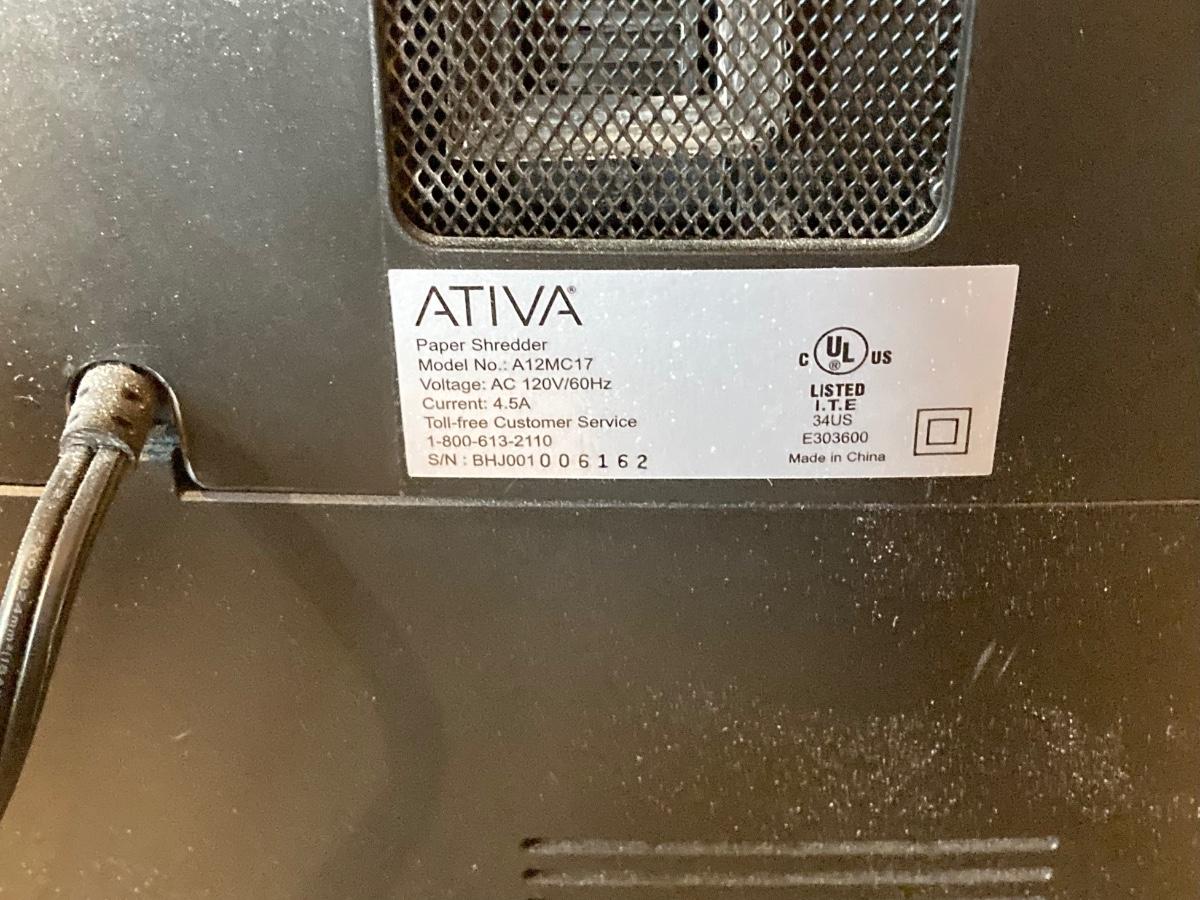 ATIVA®
Paper Shredder
Model No.: A12MC17
Voltage: AC 120V/60Hz
Current: 4.5A
Toll-free Customer Service
1-800-613-2110
S/N : BHJ001006162
C UL® US
LISTED
I.T.E
34US
E303600
Made in China